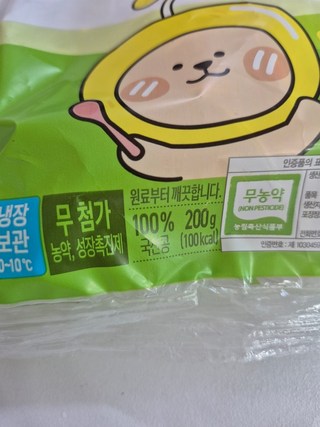 원료부터 깨끗합니다.
냉장
보관
0~10℃
무 첨가
농약, 성장촉진제
100%
국산콩
200g
(100kcal)
인증품의 표
무농약
(NON PESTICIDE)
농림축산식품부